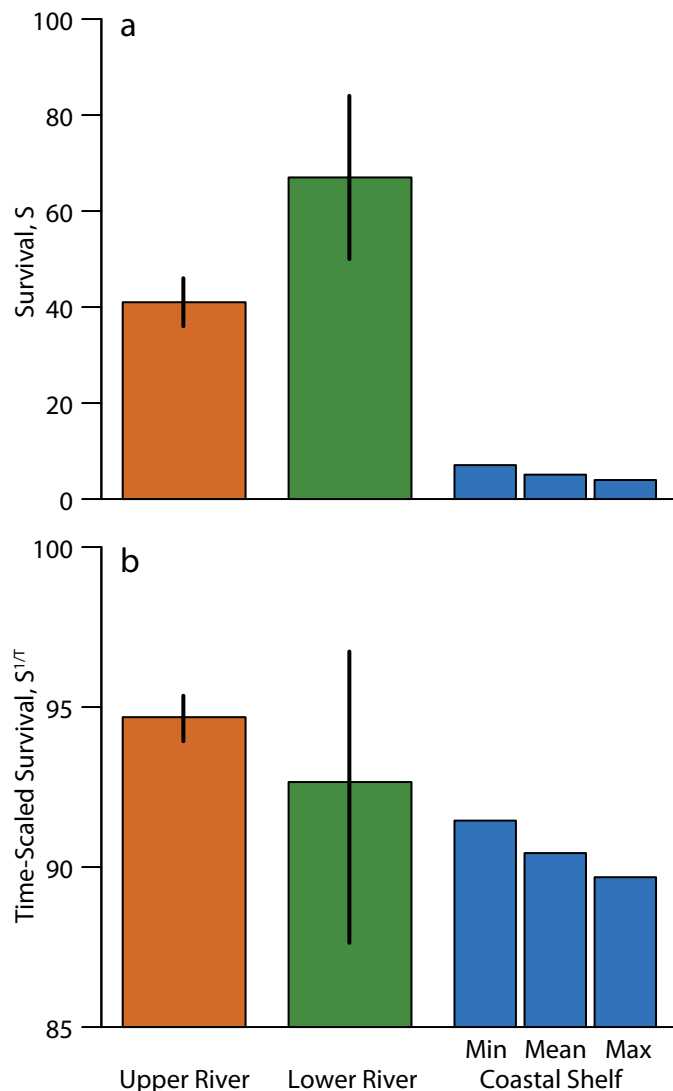 a
Survival, S
100
80
60
40
20
0
b
Time-Scaled Survival, S^1/T
100
95
90
85
Min Mean Max
Upper River Lower River Coastal Shelf